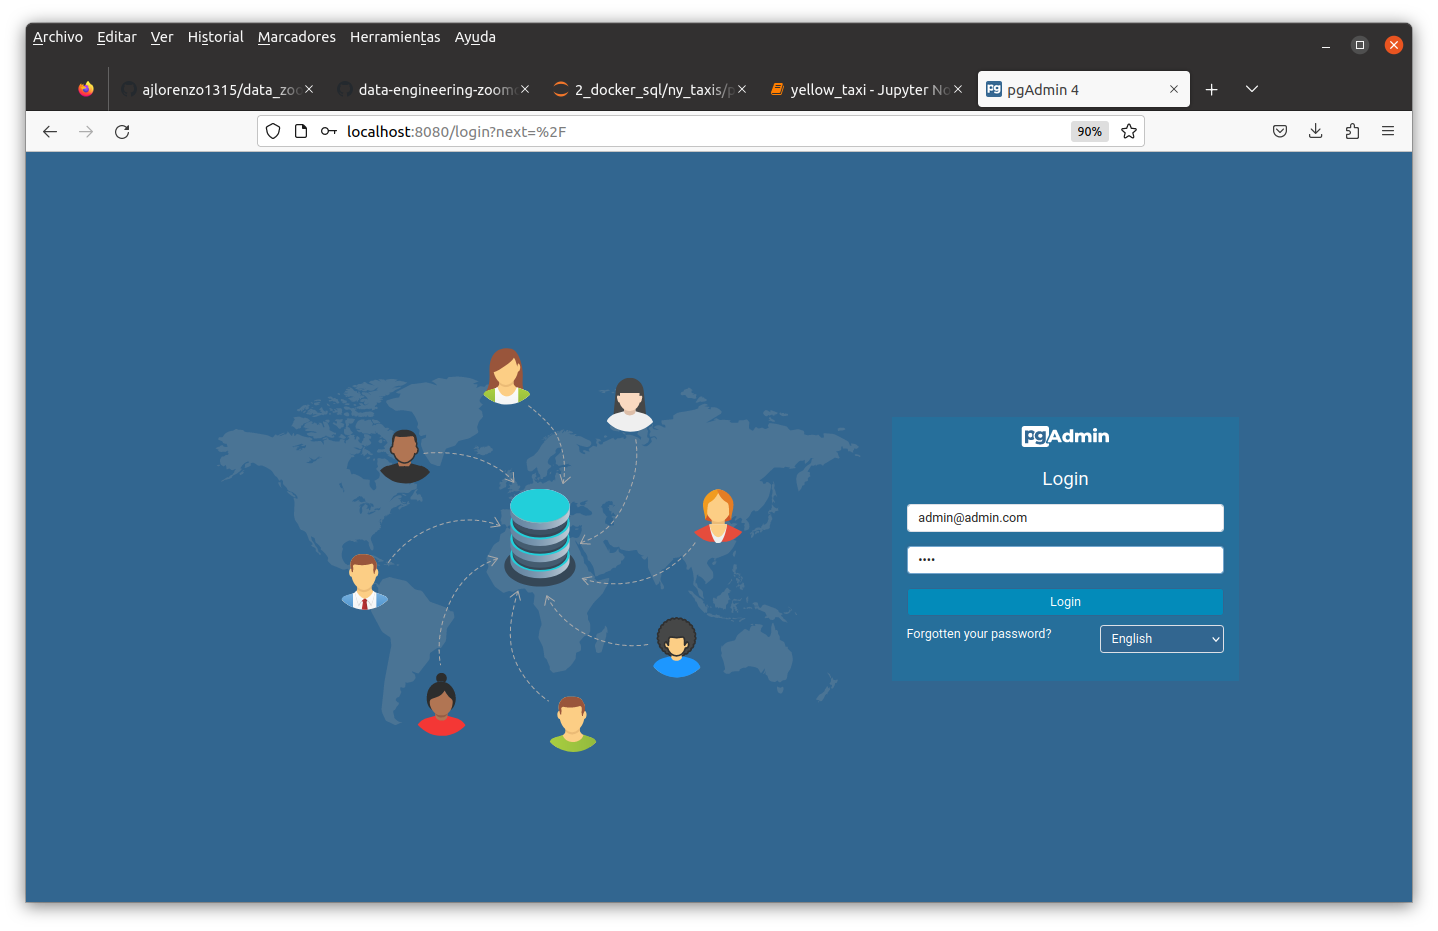 Archivo Editar Ver Historial Marcadores Herramientas Ayuda
ajlorenzo1315/data_zoo
data-engineering-zoom
2_docker_sql/ny_taxis/p
yellow_taxi - Jupyter No
pgAdmin 4
localhost:8080/login?next=%2F
90%
pgAdmin
Login
admin@admin.com
••••
Login
Forgotten your password?
English